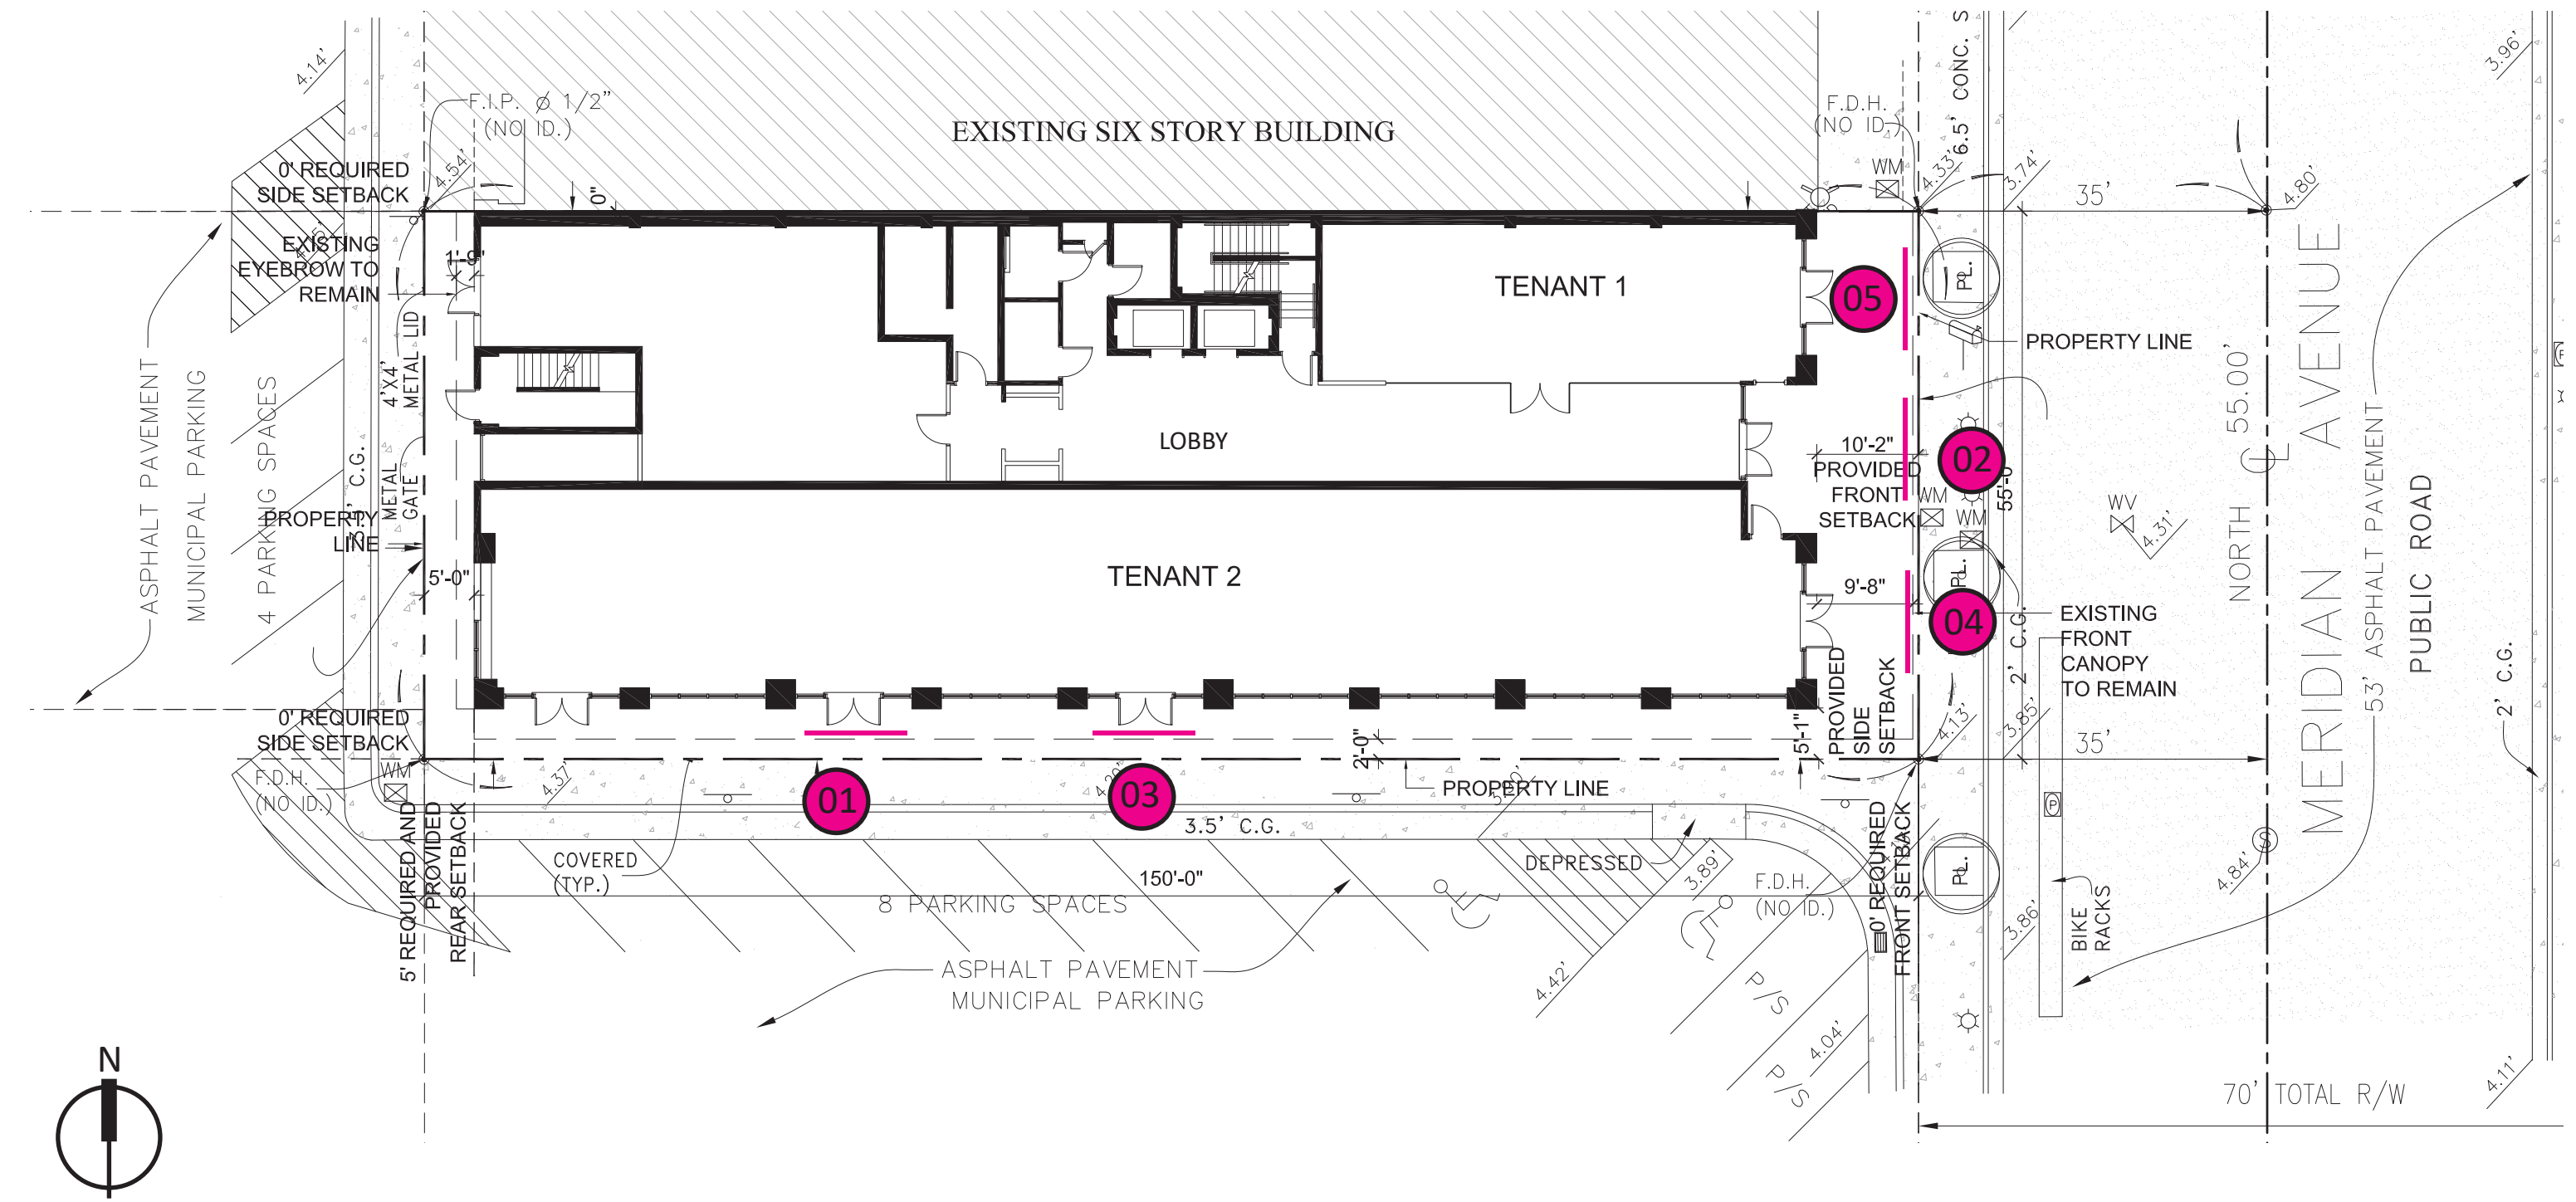 4.14'
F.I.P. Ø 1/2"
(NO ID.)
EXISTING SIX STORY BUILDING
F.D.H.
(NO ID.)
6.5' CONC. S
3.96'
0' REQUIRED
SIDE SETBACK
4.54'
0"
WM
4.33'
3.74'
35'
4.80'
EXISTING
EYEBROW TO
REMAIN
1'-9"
TENANT 1
05
PL.
PROPERTY LINE
4'X4'
METAL LID
ASPHALT PAVEMENT
MUNICIPAL PARKING
4 PARKING SPACES
C.G.
METAL
GATE
PROPERTY
LINE
LOBBY
10'-2"
PROVIDED
FRONT
SETBACK
02
WM
WM
WV
4.31'
NORTH 55.00'
CL
MERIDIAN AVENUE
53' ASPHALT PAVEMENT
PUBLIC ROAD
P
5'-0"
TENANT 2
9'-8"
PL.
04
2' C.G.
EXISTING
FRONT
CANOPY
TO REMAIN
2' C.G.
0' REQUIRED
SIDE SETBACK
F.D.H.
(NO ID.)
WM
4.37'
01
03
2'-0"
PROPERTY LINE
5'-1"
PROVIDED
SIDE
SETBACK
4.13'
3.85'
35'
3.5' C.G.
COVERED
(TYP.)
150'-0"
8 PARKING SPACES
DEPRESSED
3.89'
F.D.H.
(NO ID.)
0' REQUIRED
FRONT SETBACK
PL.
P
S
4.84'
5' REQUIRED AND
PROVIDED
REAR SETBACK
ASPHALT PAVEMENT
MUNICIPAL PARKING
4.42'
P/S
4.04'
P/S
3.86'
BIKE
RACKS
70' TOTAL R/W
4.11'
N